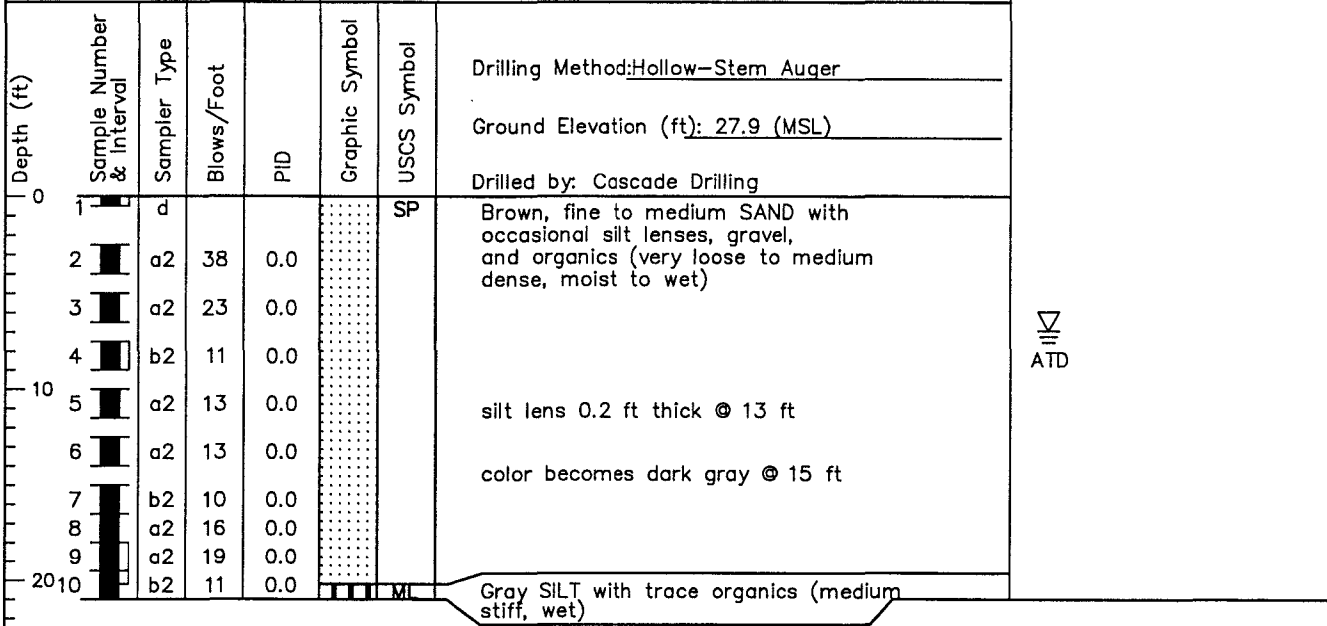 Depth (ft)
Sample Number
& Interval
Sampler Type
Blows/Foot
PID
Graphic Symbol
USCS Symbol
Drilling Method:Hollow-Stem Auger
Ground Elevation (ft): 27.9 (MSL)
Drilled by: Cascade Drilling
0
1 d SP Brown, fine to medium SAND with
occasional silt lenses, gravel,
2 a2 38 0.0 and organics (very loose to medium
dense, moist to wet)
3 a2 23 0.0
4 b2 11 0.0 ATD
10
5 a2 13 0.0 silt lens 0.2 ft thick @ 13 ft
6 a2 13 0.0
color becomes dark gray @ 15 ft
7 b2 10 0.0
8 a2 16 0.0
9 a2 19 0.0
20 10 b2 11 0.0 ML Gray SILT with trace organics (medium
stiff, wet)